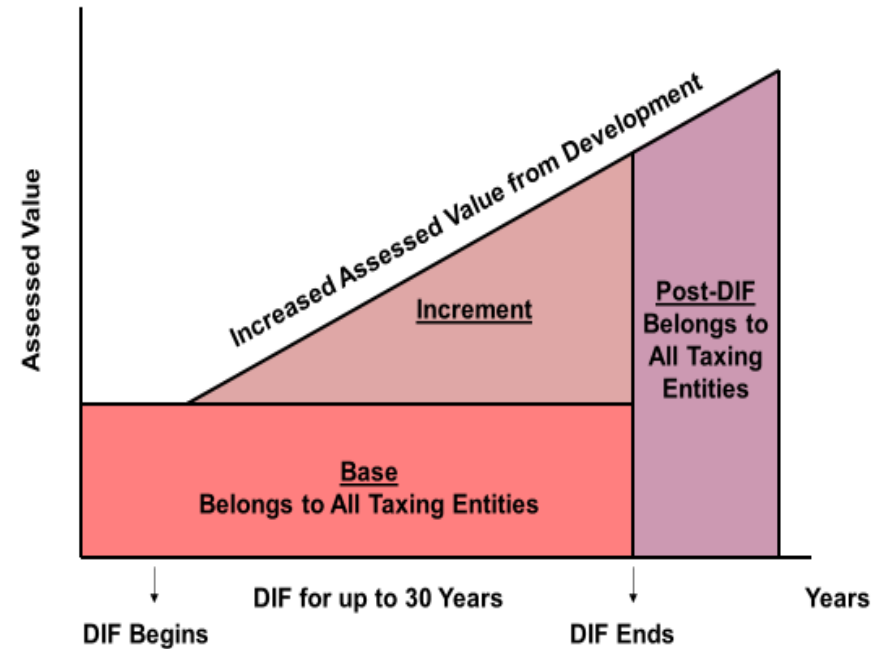 Assessed Value
Increased Assessed Value from Development
Increment
Post-DIF
Belongs to
All Taxing
Entities
Base
Belongs to All Taxing Entities
DIF for up to 30 Years
Years
DIF Begins
DIF Ends